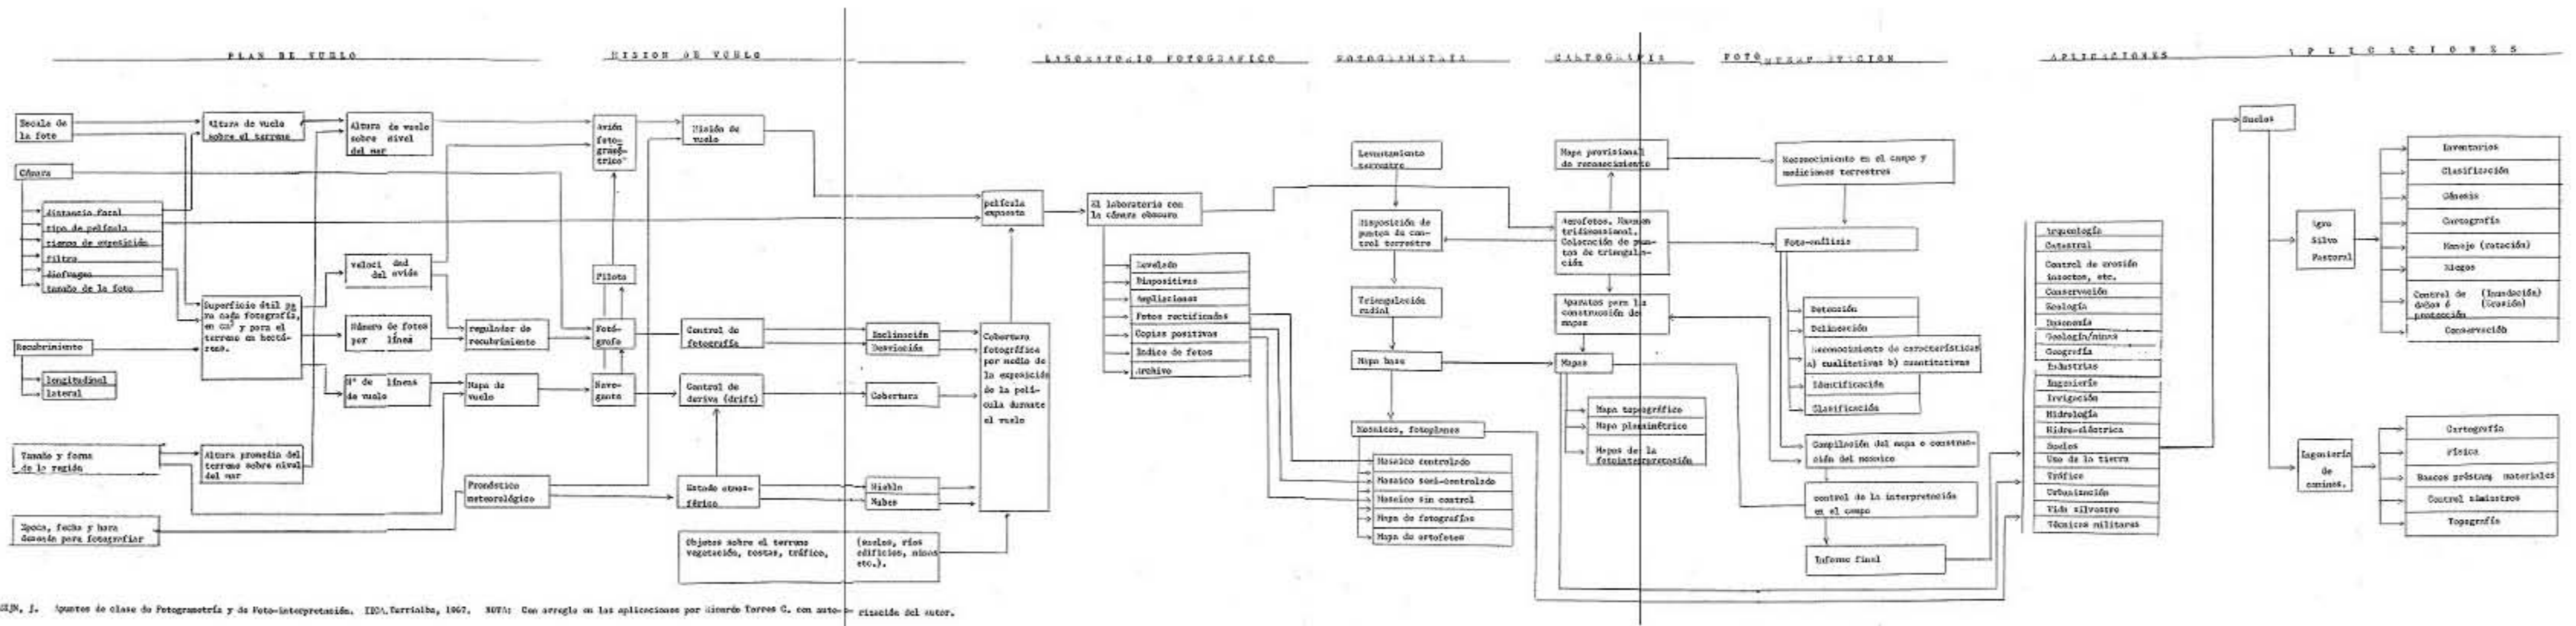 PLAN DE VUELO
MISION DE VUELO
LABORATORIO FOTOGRAFICO
FOTOGRAMETRIA
CARTOGRAFIA
FOTO
APLICACIONES
APLICACIONES
Escala de
la foto
Altura de vuelo
sobre el terreno
Altura de vuelo
sobre nivel
del mar
Avión
foto-
gramé-
trico
Misión de
vuelo
Cámara
distancia focal
tipo de película
tiempo de exposición
filtro
diafragma
tamaño de la foto
velocidad
del avión
Piloto
Superficie útil pa
ra cada fotografía,
en cm² y para el
terreno en hectá-
reas.
Número de fotos
por línea
regulador de
recubrimiento
Fotó-
grafo
Control de
fotografía
Inclinación
Desviación
Recubrimiento
longitudinal
lateral
N° de líneas
de vuelo
Mapa de
vuelo
Nave-
gante
Control de
deriva (drift)
Cobertura
Tamaño y forma
de la región
Altura promedia del
terreno sobre nivel
del mar
Pronóstico
meteorológico
Estado atmos-
férico
Niebla
Nubes
Epoca, fecha y hora
deseada para fotografiar
Objetos sobre el terreno (suelos, ríos
vegetación, costas, tráfico, edificios, minas
etc.).
película
expuesta
Cobertura
fotográfica
por medio de
la exposición
de la pelí-
cula durante
el vuelo
El laboratorio con
la cámara obscura
Revelado
Diapositivas
Ampliaciones
Fotos rectificadas
Copias positivas
Indice de fotos
Archivo
Levantamiento
terrestre
Disposición de
puntos de con-
trol terrestre
Triangulación
radial
Mapa base
Mosaicos, fotoplanos
Mosaico controlado
Mosaico semi-controlado
Mosaico sin control
Mapa de fotografías
Mapa de ortofotos
Mapa provisional
de reconocimiento
Aerofotos. Examen
tridimensional.
Colocación de pun-
tos de triangula-
ción
Aparatos para la
construcción de
mapas
Mapas
Mapa topográfico
Mapa planimétrico
Mapas de la
fotointerpretación
Reconocimiento en el campo y
mediciones terrestres
Foto-análisis
Detección
Delineación
Reconocimiento de características
a) cualitativas b) cuantitativas
Identificación
Clasificación
Compilación del mapa o construc-
ción del mosaico
control de la interpretación
en el campo
Informe final
Arqueología
Catastral
Control de erosión
insectos, etc.
Conservación
Ecología
Geología/minas
Geografía
Industrias
Ingeniería
Irrigación
Hidrología
Hidro-eléctrica
Suelos
Uso de la tierra
Tráfico
Urbanización
Vida silvestre
Técnicas militares
Suelos
Agro
Silvo
Pastoral
Inventarios
Clasificación
Génesis
Cartografía
Manejo (rotación)
Riegos
Control de (Inundación)
daños ó (Erosión)
protección
Conservación
Ingeniería
de
caminos.
Cartografía
Física
Bancos préstam materiales
Control
Topografía
J. Apuntes de clase de Fotogrametría y de Foto-interpretación. IICA, Turrialba, 1967. NOTA: Con arreglo en las aplicaciones por Ricardo Torres C. con auto- rización del autor.